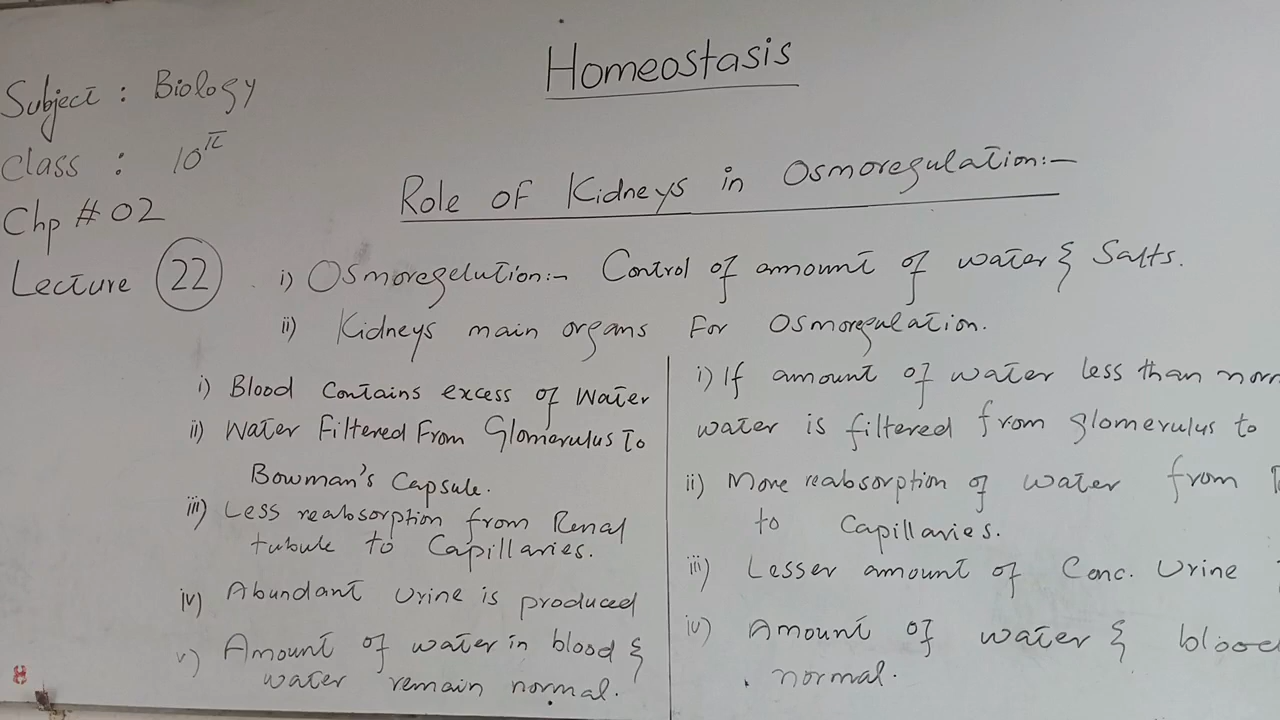 Homeostasis
Subject : Biology
Class : 10th
Chp # 02
Lecture 22
Role of Kidneys in Osmoregulation:-
i) Osmoregelution:- Control of amount of water & Salts.
ii) Kidneys main organs For Osmoregulation.
i) Blood Contains excess of Water
ii) Water Filtered From Glomerulus To
Bowman's Capsule.
iii) Less reabsorption from Renal
tubule to Capillaries.
iv) Abundant Urine is produced
v) Amount of water in blood &
water remain normal.
i) If amount of water less than norm
water is filtered from glomerulus to
ii) More reabsorption of water from
to Capillaries.
iii) Lesser amount of Conc. Urine
iv) Amount of water & blood
normal.
8